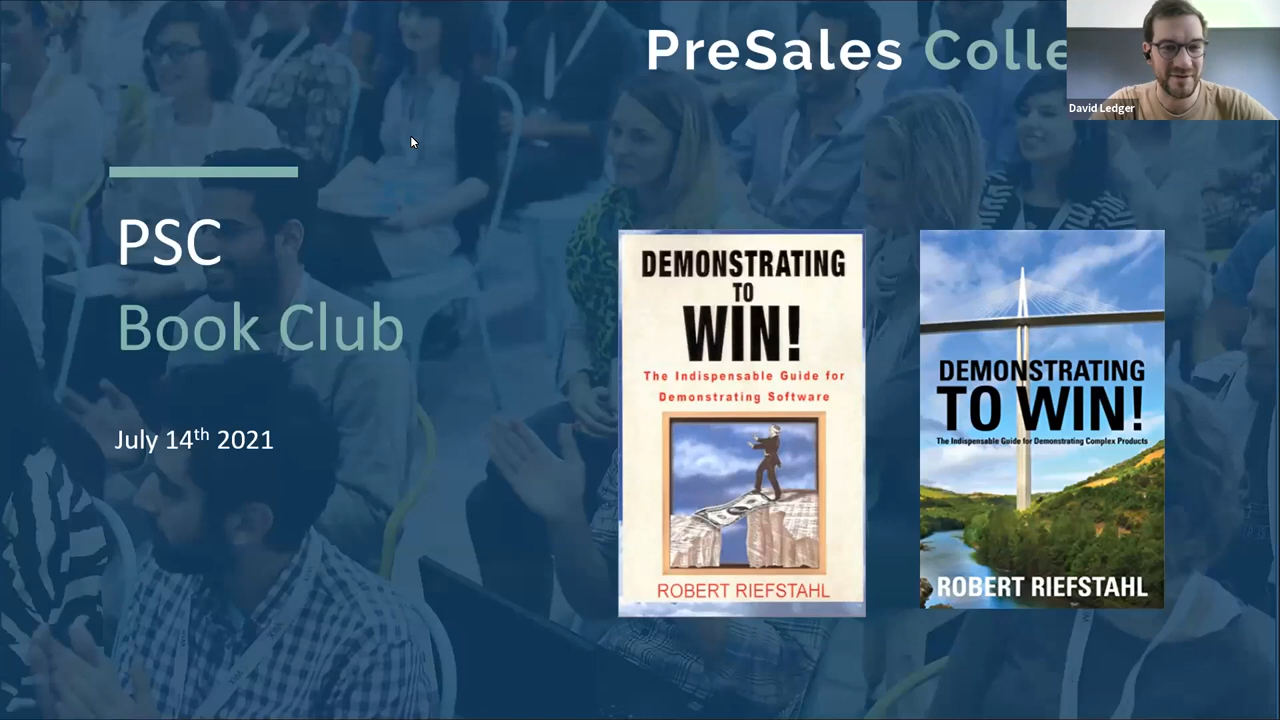 PreSales Colle
David Ledger
PSC
Book Club
July 14th 2021
DEMONSTRATING
TO
WIN!
The Indispensable Guide for
Demonstrating Software
ROBERT RIEFSTAHL
DEMONSTRATING
TO WIN!
The Indispensable Guide for Demonstrating Complex Products
ROBERT RIEFSTAHL